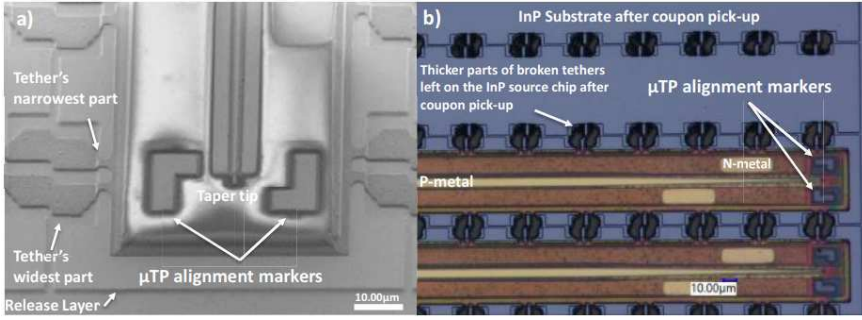 a)
Tether's
narrowest part
Taper tip
Tether's
widest part
μTP alignment markers
Release Layer
10.00μm
b)
InP Substrate after coupon pick-up
Thicker parts of broken tethers
left on the InP source chip after
coupon pick-up
μTP alignment markers
N-metal
P-metal
10.00μm